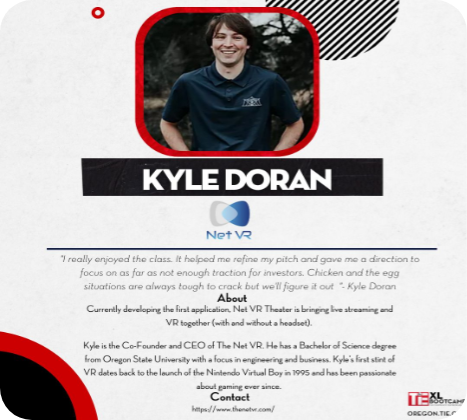 KYLE DORAN
Net VR
"I really enjoyed the class. It helped me refine my pitch and gave me a direction to
focus on as far as not enough traction for investors. Chicken and the egg
situations are always tough to crack but we'll figure it out "- Kyle Doran
About
Currently developing the first application, Net VR Theater is bringing live streaming and
VR together (with and without a headset).
Kyle is the Co-Founder and CEO of The Net VR. He has a Bachelor of Science degree
from Oregon State University with a focus in engineering and business. Kyle's first stint of
VR dates back to the launch of the Nintendo Virtual Boy in 1995 and has been passionate
about gaming ever since.
Contact
https://www.thenetvr.com/
TiE XL
BOOTCAMP
OREGON.TIE.